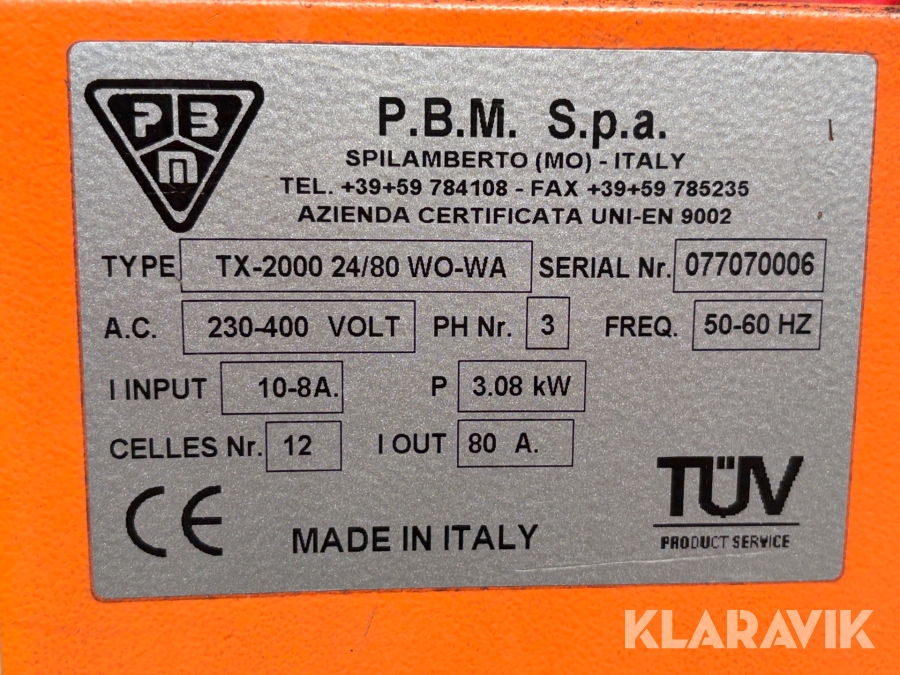 PBM
P.B.M. S.p.a.
SPILAMBERTO (MO) - ITALY
TEL. +39+59 784108 - FAX +39+59 785235
AZIENDA CERTIFICATA UNI-EN 9002
TYPE TX-2000 24/80 WO-WA SERIAL Nr. 077070006
A.C. 230-400 VOLT PH Nr. 3 FREQ. 50-60 HZ
I INPUT 10-8A. P 3.08 kW
CELLES Nr. 12 I OUT 80 A.
CE MADE IN ITALY
TÜV
PRODUCT SERVICE
KLARAVIK